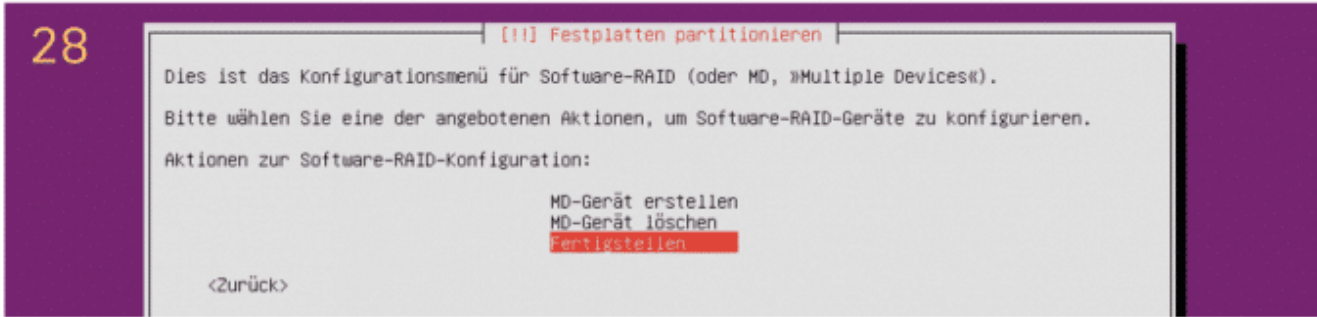 28
[!!] Festplatten partitionieren
Dies ist das Konfigurationsmenü für Software-RAID (oder MD, »Multiple Devices«).
Bitte wählen Sie eine der angebotenen Aktionen, um Software-RAID-Geräte zu konfigurieren.
Aktionen zur Software-RAID-Konfiguration:
MD-Gerät erstellen
MD-Gerät löschen
Fertigstellen
<Zurück>